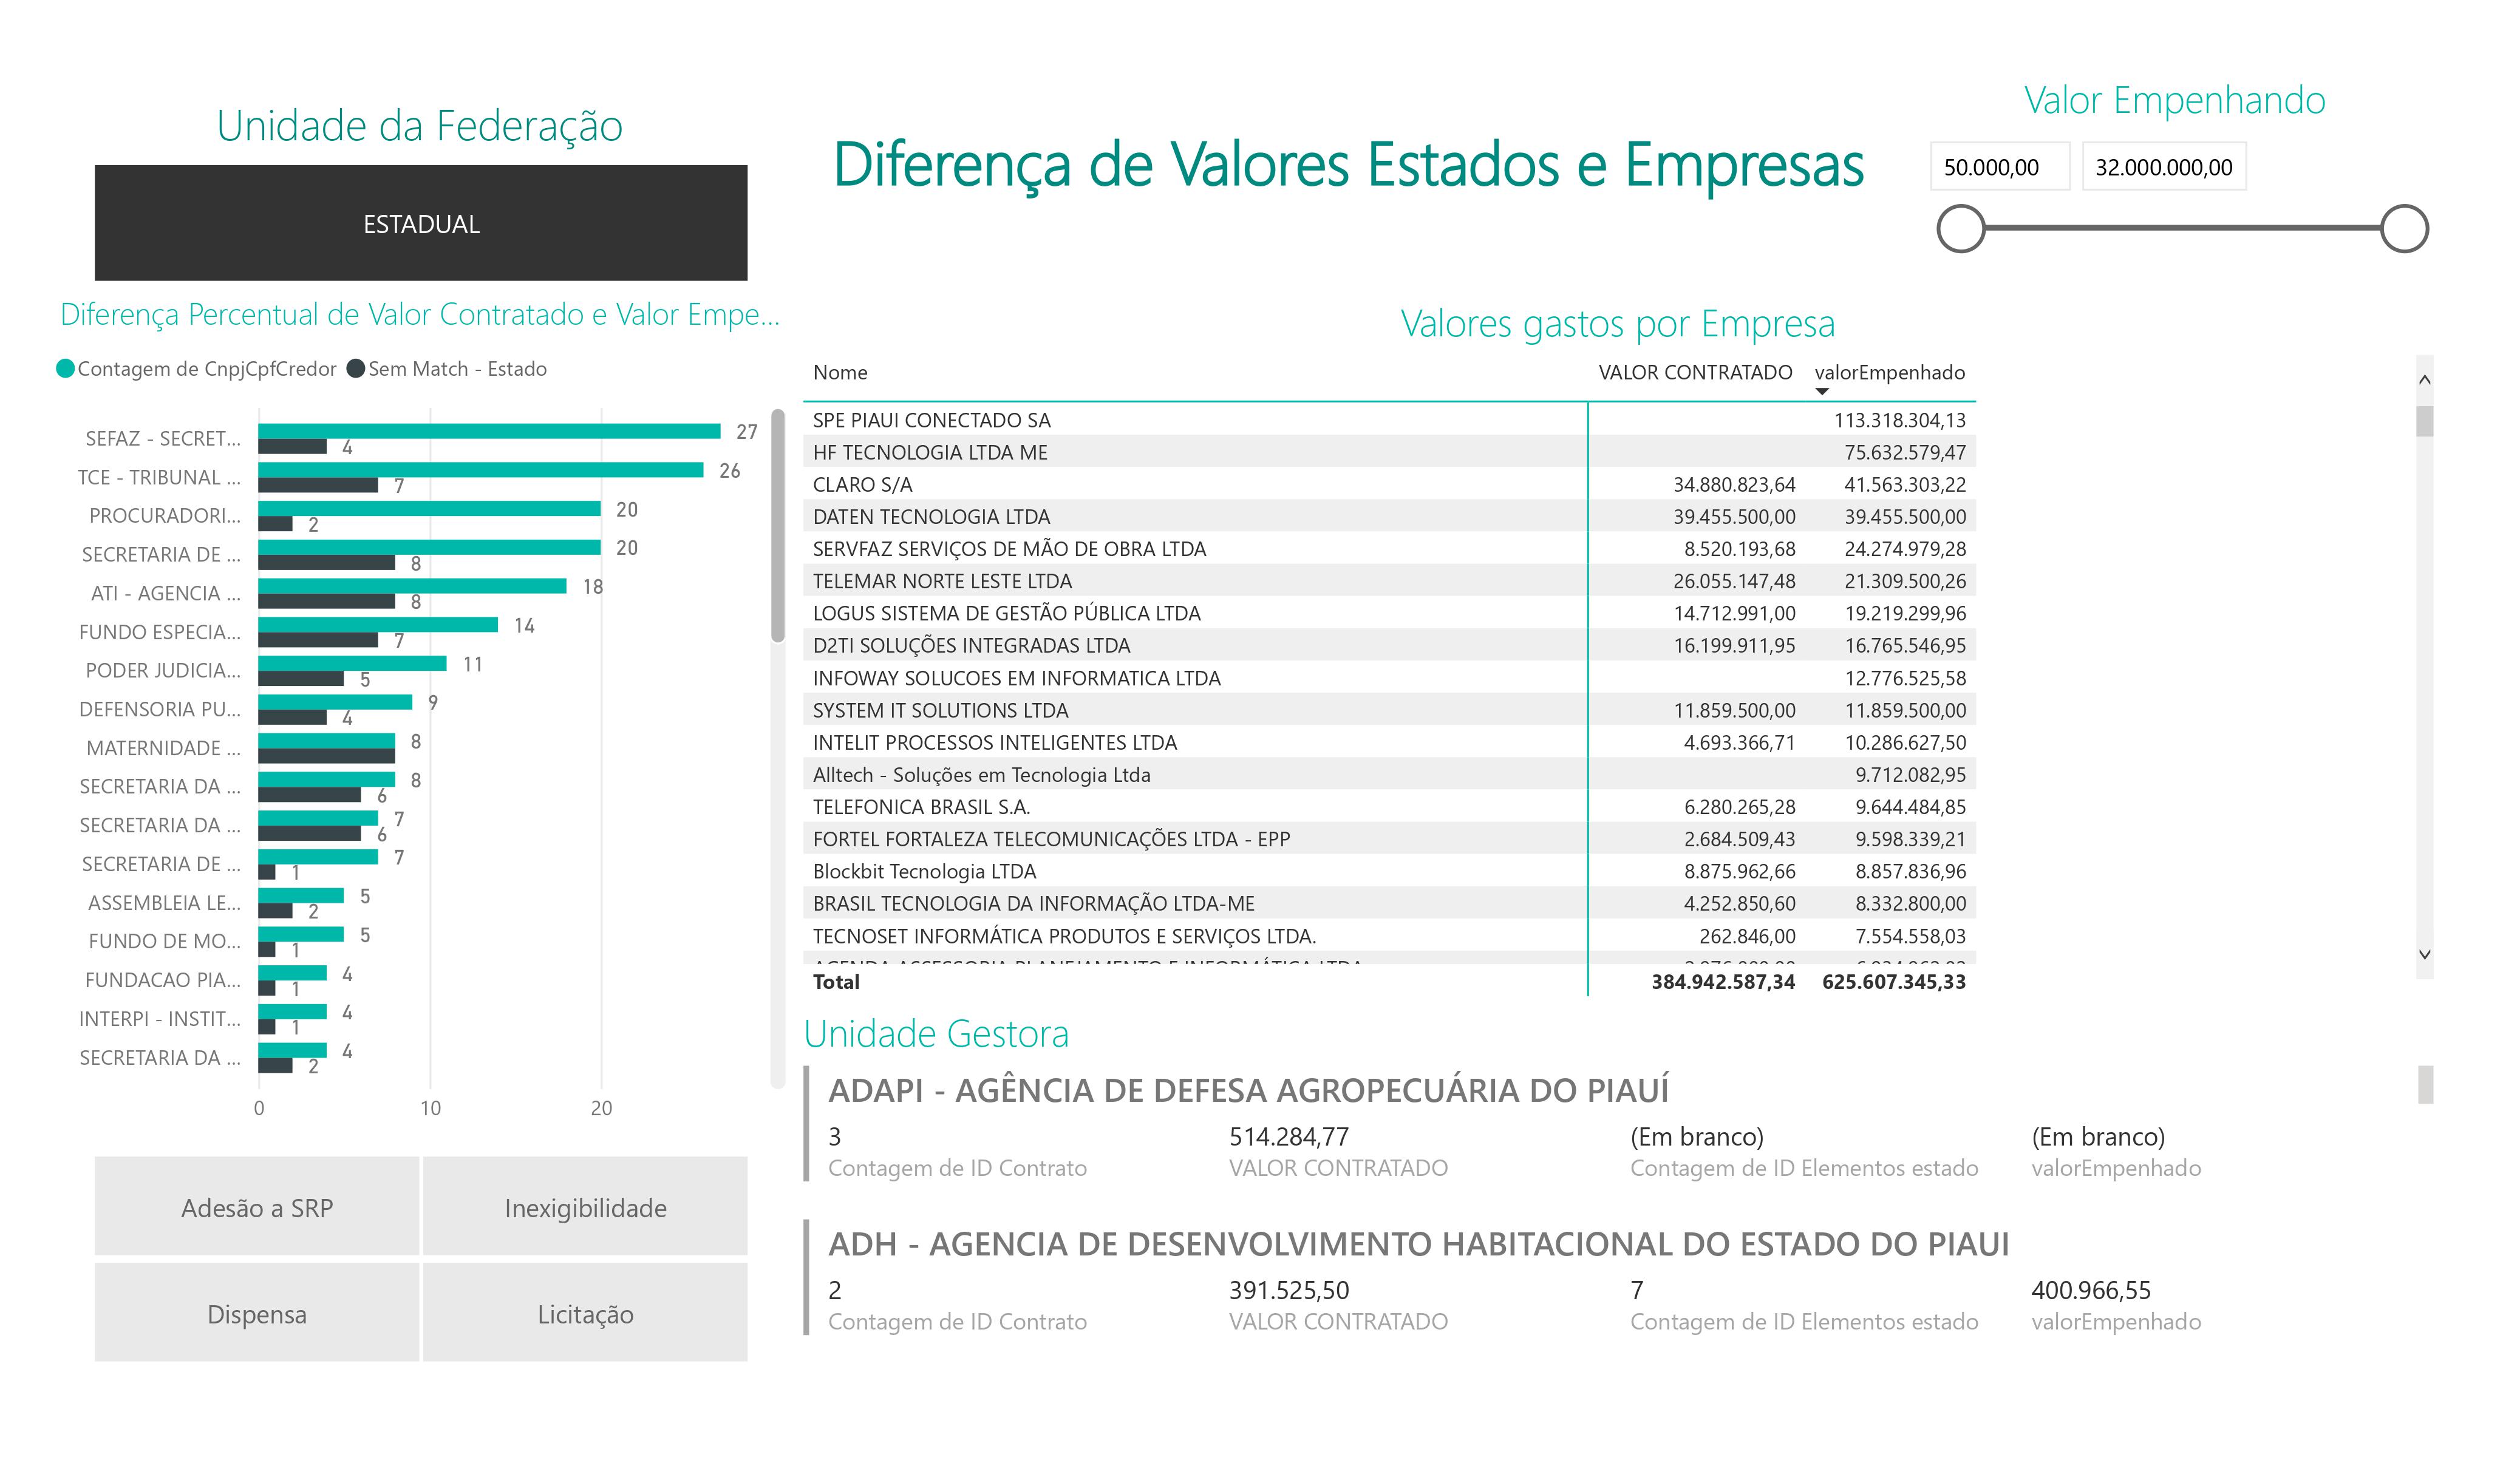 Unidade da Federação
ESTADUAL
Diferença de Valores Estados e Empresas
Valor Empenhando
50.000,00 32.000.000,00
Diferença Percentual de Valor Contratado e Valor Empe...
Contagem de CnpjCpfCredor Sem Match - Estado
SEFAZ - SECRET... 27 4
TCE - TRIBUNAL ... 26 7
PROCURADORI... 20 2
SECRETARIA DE ... 20 8
ATI - AGENCIA ... 18 8
FUNDO ESPECIA... 14 7
PODER JUDICIA... 11 5
DEFENSORIA PU... 9 4
MATERNIDADE ... 8
SECRETARIA DA ... 8 6
SECRETARIA DA ... 7 6
SECRETARIA DE ... 7 1
ASSEMBLEIA LE... 5 2
FUNDO DE MO... 5 1
FUNDACAO PIA... 4 1
INTERPI - INSTIT... 4 1
SECRETARIA DA ... 4 2
0 10 20
Adesão a SRP Inexigibilidade
Dispensa Licitação
Valores gastos por Empresa
Nome VALOR CONTRATADO valorEmpenhado
SPE PIAUI CONECTADO SA 113.318.304,13
HF TECNOLOGIA LTDA ME 75.632.579,47
CLARO S/A 34.880.823,64 41.563.303,22
DATEN TECNOLOGIA LTDA 39.455.500,00 39.455.500,00
SERVFAZ SERVIÇOS DE MÃO DE OBRA LTDA 8.520.193,68 24.274.979,28
TELEMAR NORTE LESTE LTDA 26.055.147,48 21.309.500,26
LOGUS SISTEMA DE GESTÃO PÚBLICA LTDA 14.712.991,00 19.219.299,96
D2TI SOLUÇÕES INTEGRADAS LTDA 16.199.911,95 16.765.546,95
INFOWAY SOLUCOES EM INFORMATICA LTDA 12.776.525,58
SYSTEM IT SOLUTIONS LTDA 11.859.500,00 11.859.500,00
INTELIT PROCESSOS INTELIGENTES LTDA 4.693.366,71 10.286.627,50
Alltech - Soluções em Tecnologia Ltda 9.712.082,95
TELEFONICA BRASIL S.A. 6.280.265,28 9.644.484,85
FORTEL FORTALEZA TELECOMUNICAÇÕES LTDA - EPP 2.684.509,43 9.598.339,21
Blockbit Tecnologia LTDA 8.875.962,66 8.857.836,96
BRASIL TECNOLOGIA DA INFORMAÇÃO LTDA-ME 4.252.850,60 8.332.800,00
TECNOSET INFORMÁTICA PRODUTOS E SERVIÇOS LTDA. 262.846,00 7.554.558,03
Total 384.942.587,34 625.607.345,33
Unidade Gestora
ADAPI - AGÊNCIA DE DEFESA AGROPECUÁRIA DO PIAUÍ
3 514.284,77 (Em branco) (Em branco)
Contagem de ID Contrato VALOR CONTRATADO Contagem de ID Elementos estado valorEmpenhado
ADH - AGENCIA DE DESENVOLVIMENTO HABITACIONAL DO ESTADO DO PIAUI
2 391.525,50 7 400.966,55
Contagem de ID Contrato VALOR CONTRATADO Contagem de ID Elementos estado valorEmpenhado